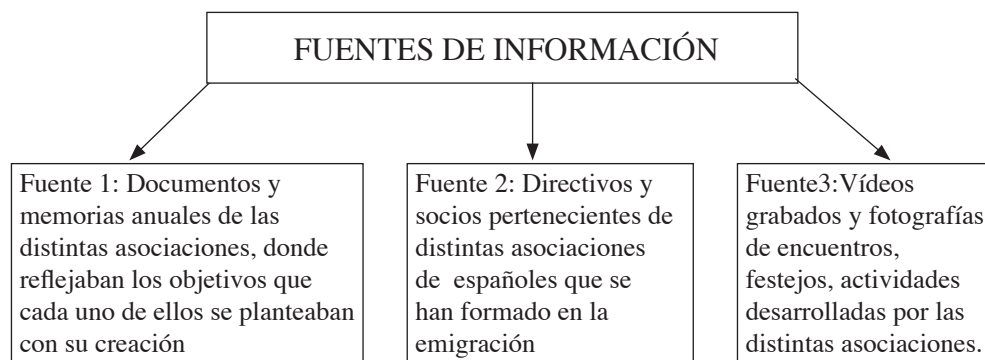 FUENTES DE INFORMACIÓN
Fuente 1: Documentos y
memorias anuales de las
distintas asociaciones, donde
reflejaban los objetivos que
cada uno de ellos se planteaban
con su creación
Fuente 2: Directivos y
socios pertenecientes de
distintas asociaciones
de españoles que se
han formado en la
emigración
Fuente3:Vídeos
grabados y fotografías
de encuentros,
festejos, actividades
desarrolladas por las
distintas asociaciones.